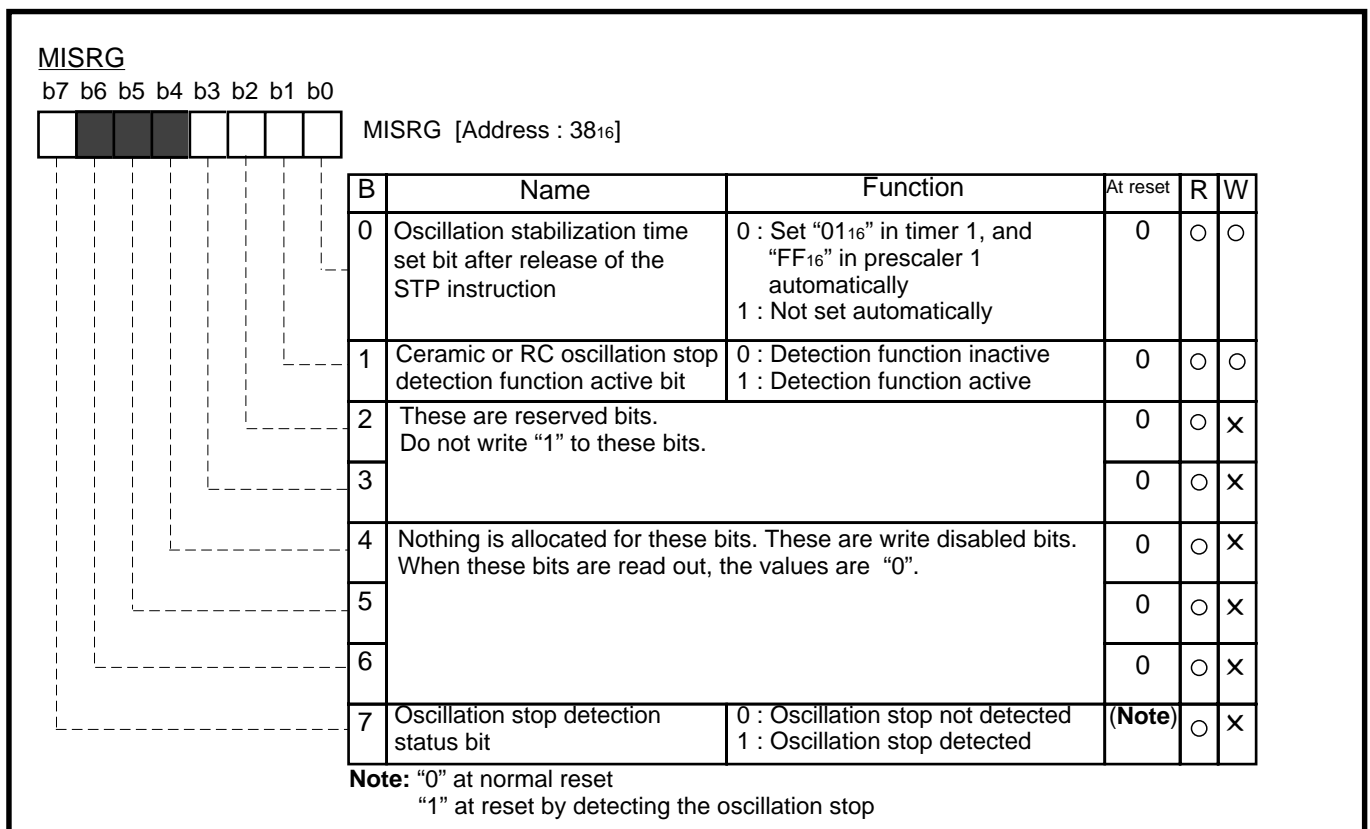 MISRG
b7 b6 b5 b4 b3 b2 b1 b0
MISRG [Address : 38₁₆]
B Name Function At reset R W
0 Oscillation stabilization time set bit after release of the STP instruction 0 : Set “01₁₆” in timer 1, and “FF₁₆” in prescaler 1 automatically 1 : Not set automatically 0 ○ ○
1 Ceramic or RC oscillation stop detection function active bit 0 : Detection function inactive 1 : Detection function active 0 ○ ○
2 These are reserved bits. Do not write “1” to these bits. 0 ○ ×
3 0 ○ ×
4 Nothing is allocated for these bits. These are write disabled bits. When these bits are read out, the values are “0”. 0 ○ ×
5 0 ○ ×
6 0 ○ ×
7 Oscillation stop detection status bit 0 : Oscillation stop not detected 1 : Oscillation stop detected (Note) ○ ×
Note: “0” at normal reset
“1” at reset by detecting the oscillation stop